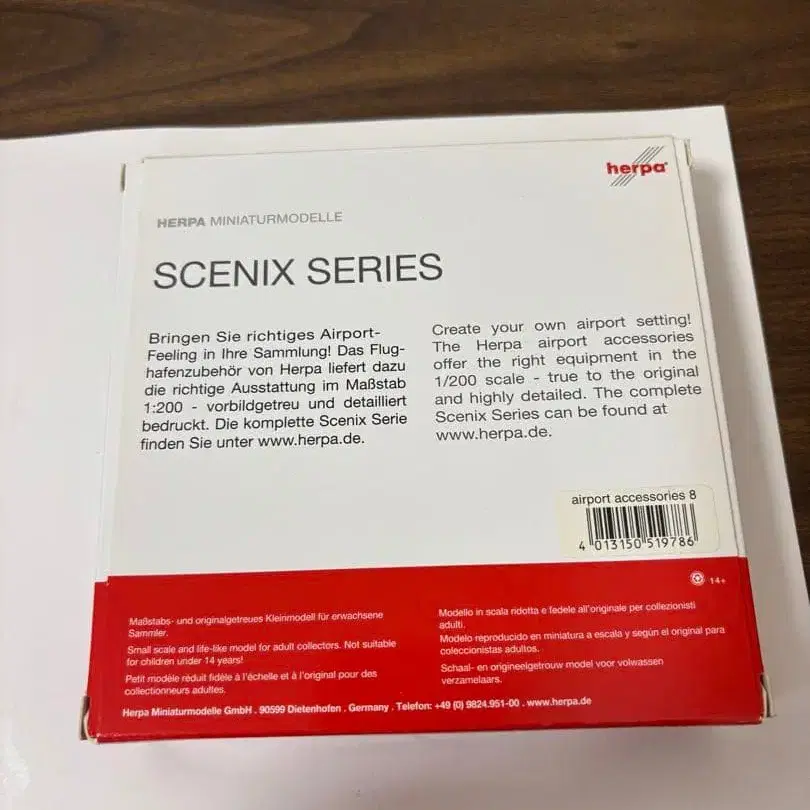 herpa
HERPA MINIATURMODELLE
SCENIX SERIES
Bringen Sie richtiges Airport-
Feeling in Ihre Sammlung! Das Flug-
hafenzubehör von Herpa liefert dazu
die richtige Ausstattung im Maßstab
1:200 - vorbildgetreu und detailliert
bedruckt. Die komplette Scenix Serie
finden Sie unter www.herpa.de.
Create your own airport setting!
The Herpa airport accessories
offer the right equipment in the
1/200 scale - true to the original
and highly detailed. The complete
Scenix Series can be found at
www.herpa.de.
airport accessories 8
4 013150 519786
14+
Maßstabs- und originalgetreues Kleinmodell für erwachsene
Sammler.
Small scale and life-like model for adult collectors. Not suitable
for children under 14 years!
Petit modèle réduit fidèle à l'échelle et à l'original pour des
collectionneurs adultes.
Modello in scala ridotta e fedele all'originale per collezionisti
adulti.
Modelo reproducido en miniatura a escala y según el original para
coleccionistas adultos.
Schaal- en origineelgetrouw model voor volwassen
verzamelaars.
Herpa Miniaturmodelle GmbH . 90599 Dietenhofen . Germany . Telefon: +49 (0) 9824.951-00 . www.herpa.de